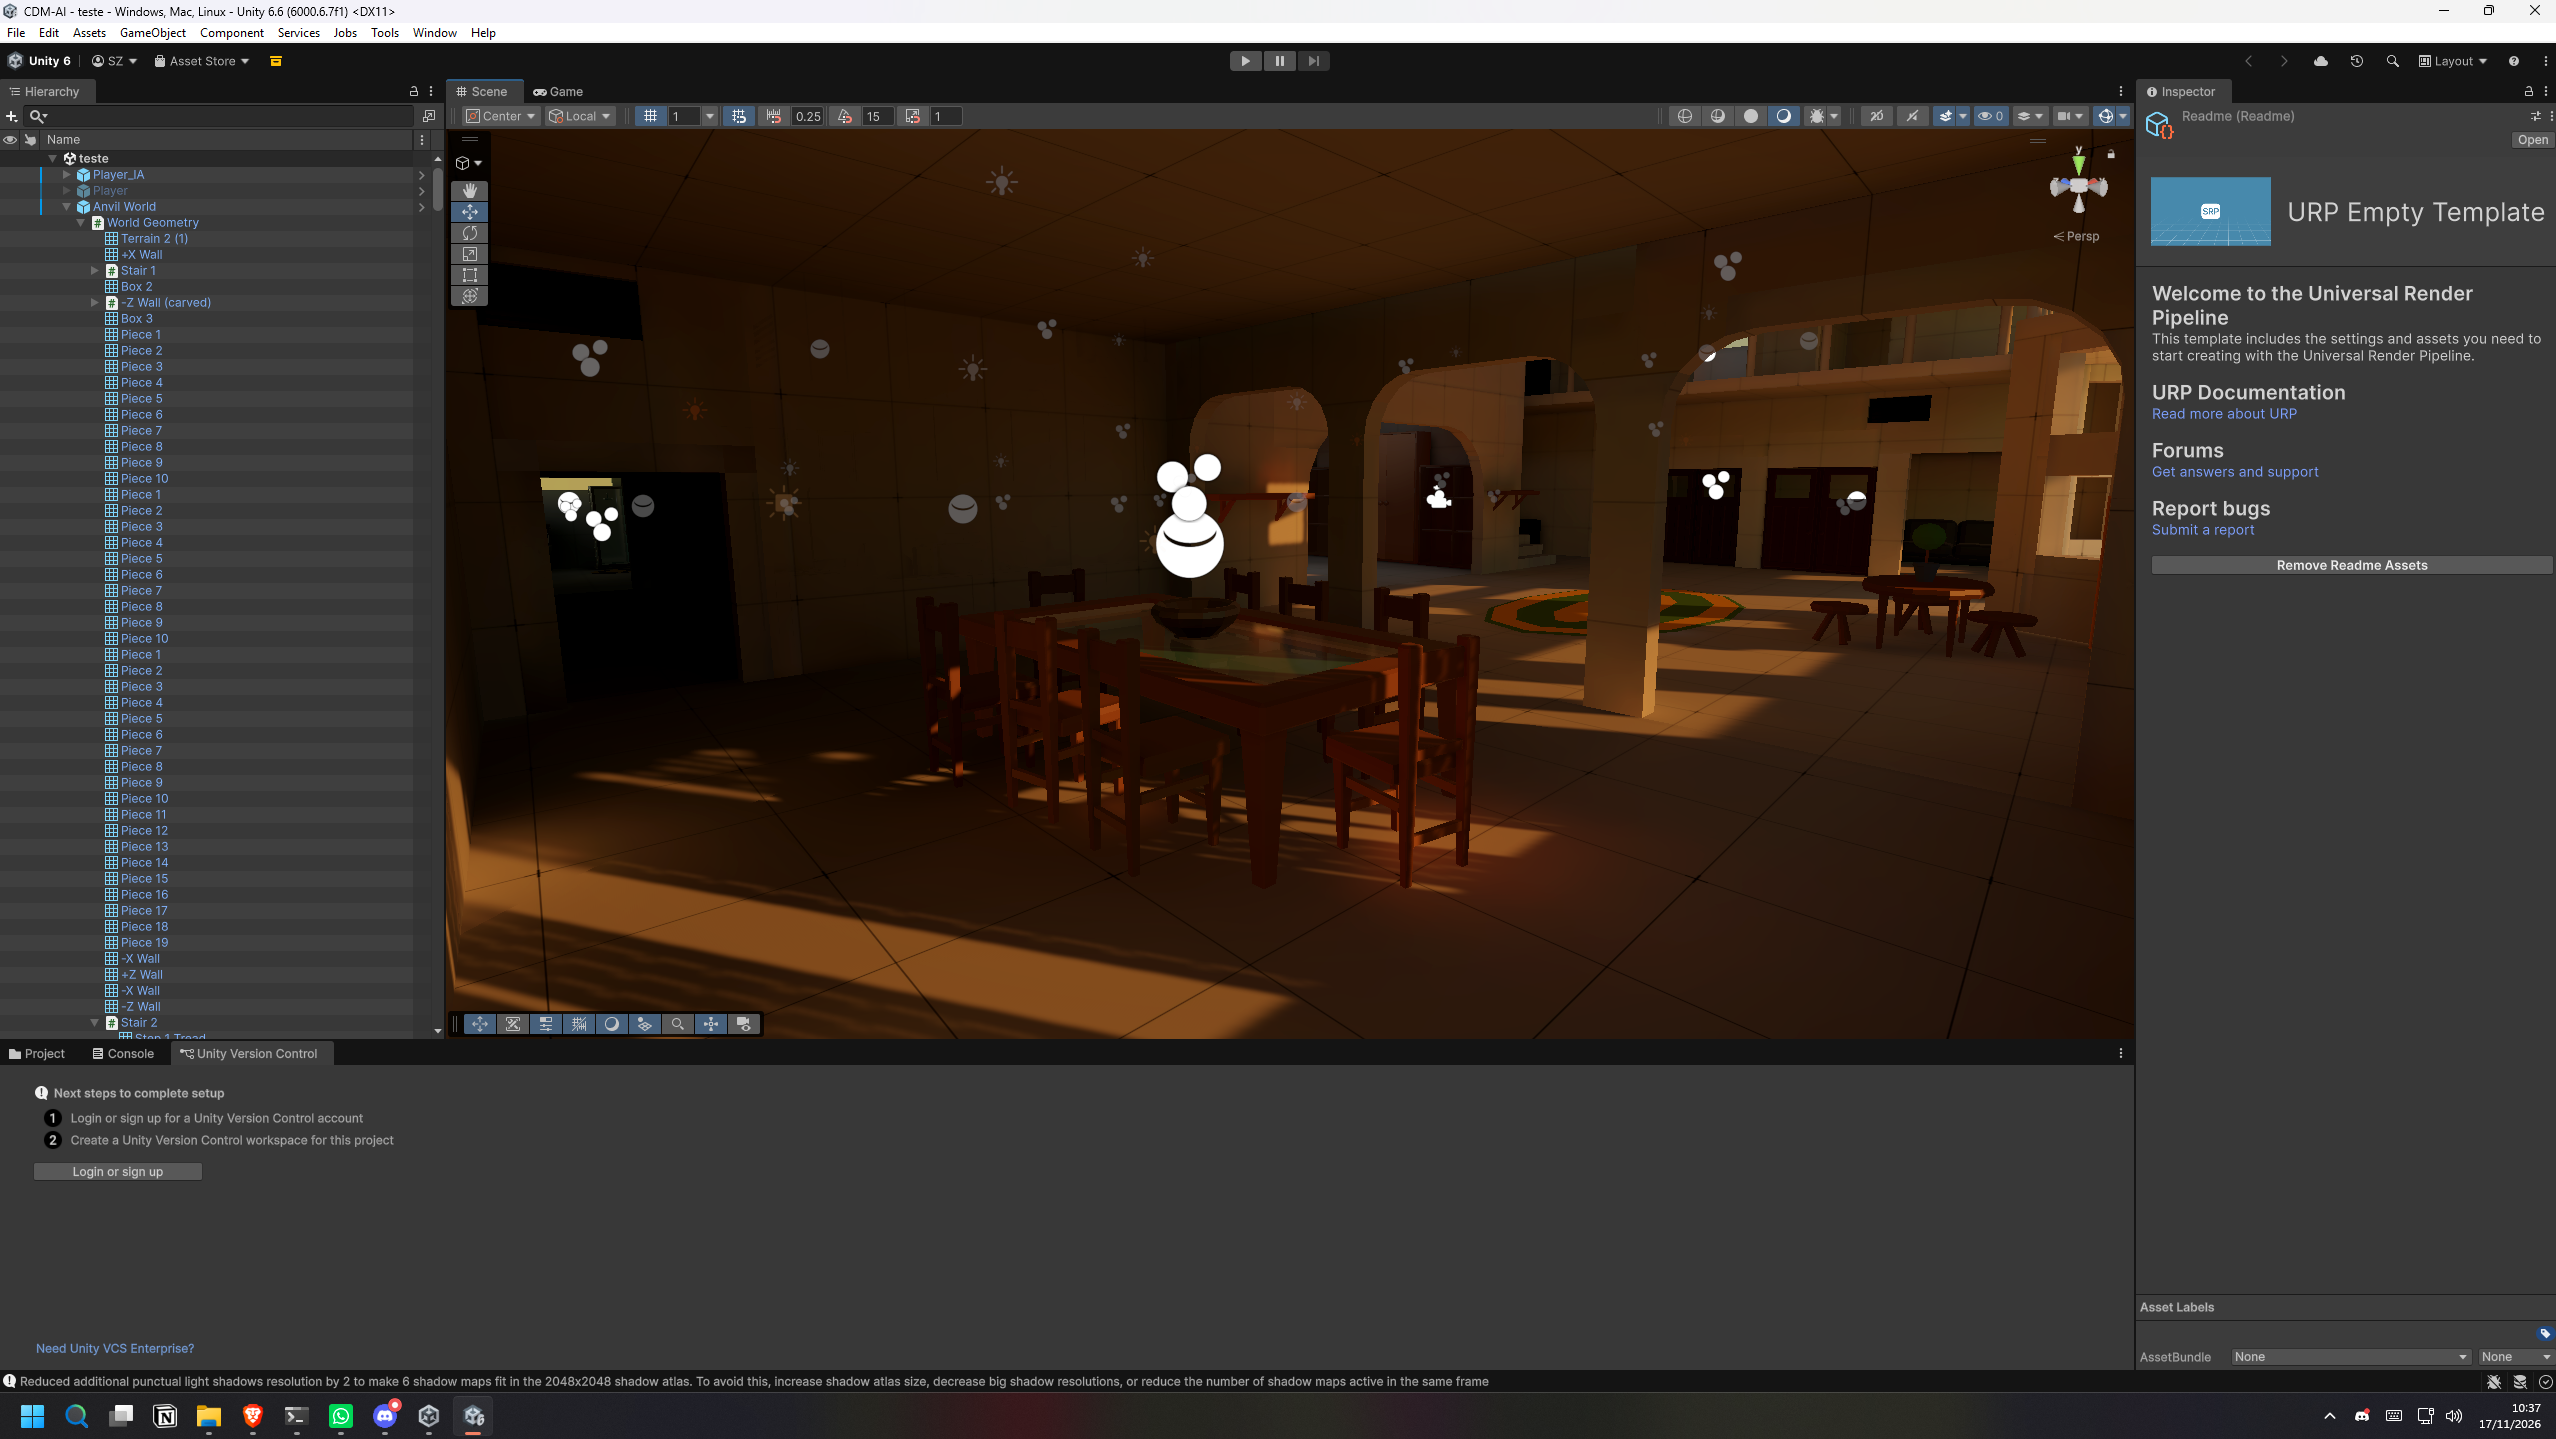 CDM-AI - teste - Windows, Mac, Linux - Unity 6.6 (6000.6.7f1) <DX11>
File Edit Assets GameObject Component Services Jobs Tools Window Help
Unity 6 SZ Asset Store Layout
Hierarchy
Scene Game
Inspector
Center Local 1 0.25 15 1 2D 0
Name
teste
Player_IA
Player
Anvil World
World Geometry
Terrain 2 (1)
+X Wall
Stair 1
Box 2
-Z Wall (carved)
Box 3
Piece 1
Piece 2
Piece 3
Piece 4
Piece 5
Piece 6
Piece 7
Piece 8
Piece 9
Piece 10
Piece 1
Piece 2
Piece 3
Piece 4
Piece 5
Piece 6
Piece 7
Piece 8
Piece 9
Piece 10
Piece 1
Piece 2
Piece 3
Piece 4
Piece 5
Piece 6
Piece 7
Piece 8
Piece 9
Piece 10
Piece 11
Piece 12
Piece 13
Piece 14
Piece 15
Piece 16
Piece 17
Piece 18
Piece 19
-X Wall
+Z Wall
-X Wall
-Z Wall
Stair 2
Step 1 Tread
y
Persp
Readme (Readme)
Open
SRP
URP Empty Template
Welcome to the Universal Render
Pipeline
This template includes the settings and assets you need to
start creating with the Universal Render Pipeline.
URP Documentation
Read more about URP
Forums
Get answers and support
Report bugs
Submit a report
Remove Readme Assets
Asset Labels
AssetBundle None None
Project Console Unity Version Control
Next steps to complete setup
1 Login or sign up for a Unity Version Control account
2 Create a Unity Version Control workspace for this project
Login or sign up
Need Unity VCS Enterprise?
Reduced additional punctual light shadows resolution by 2 to make 6 shadow maps fit in the 2048x2048 shadow atlas. To avoid this, increase shadow atlas size, decrease big shadow resolutions, or reduce the number of shadow maps active in the same frame
10:37
17/11/2026